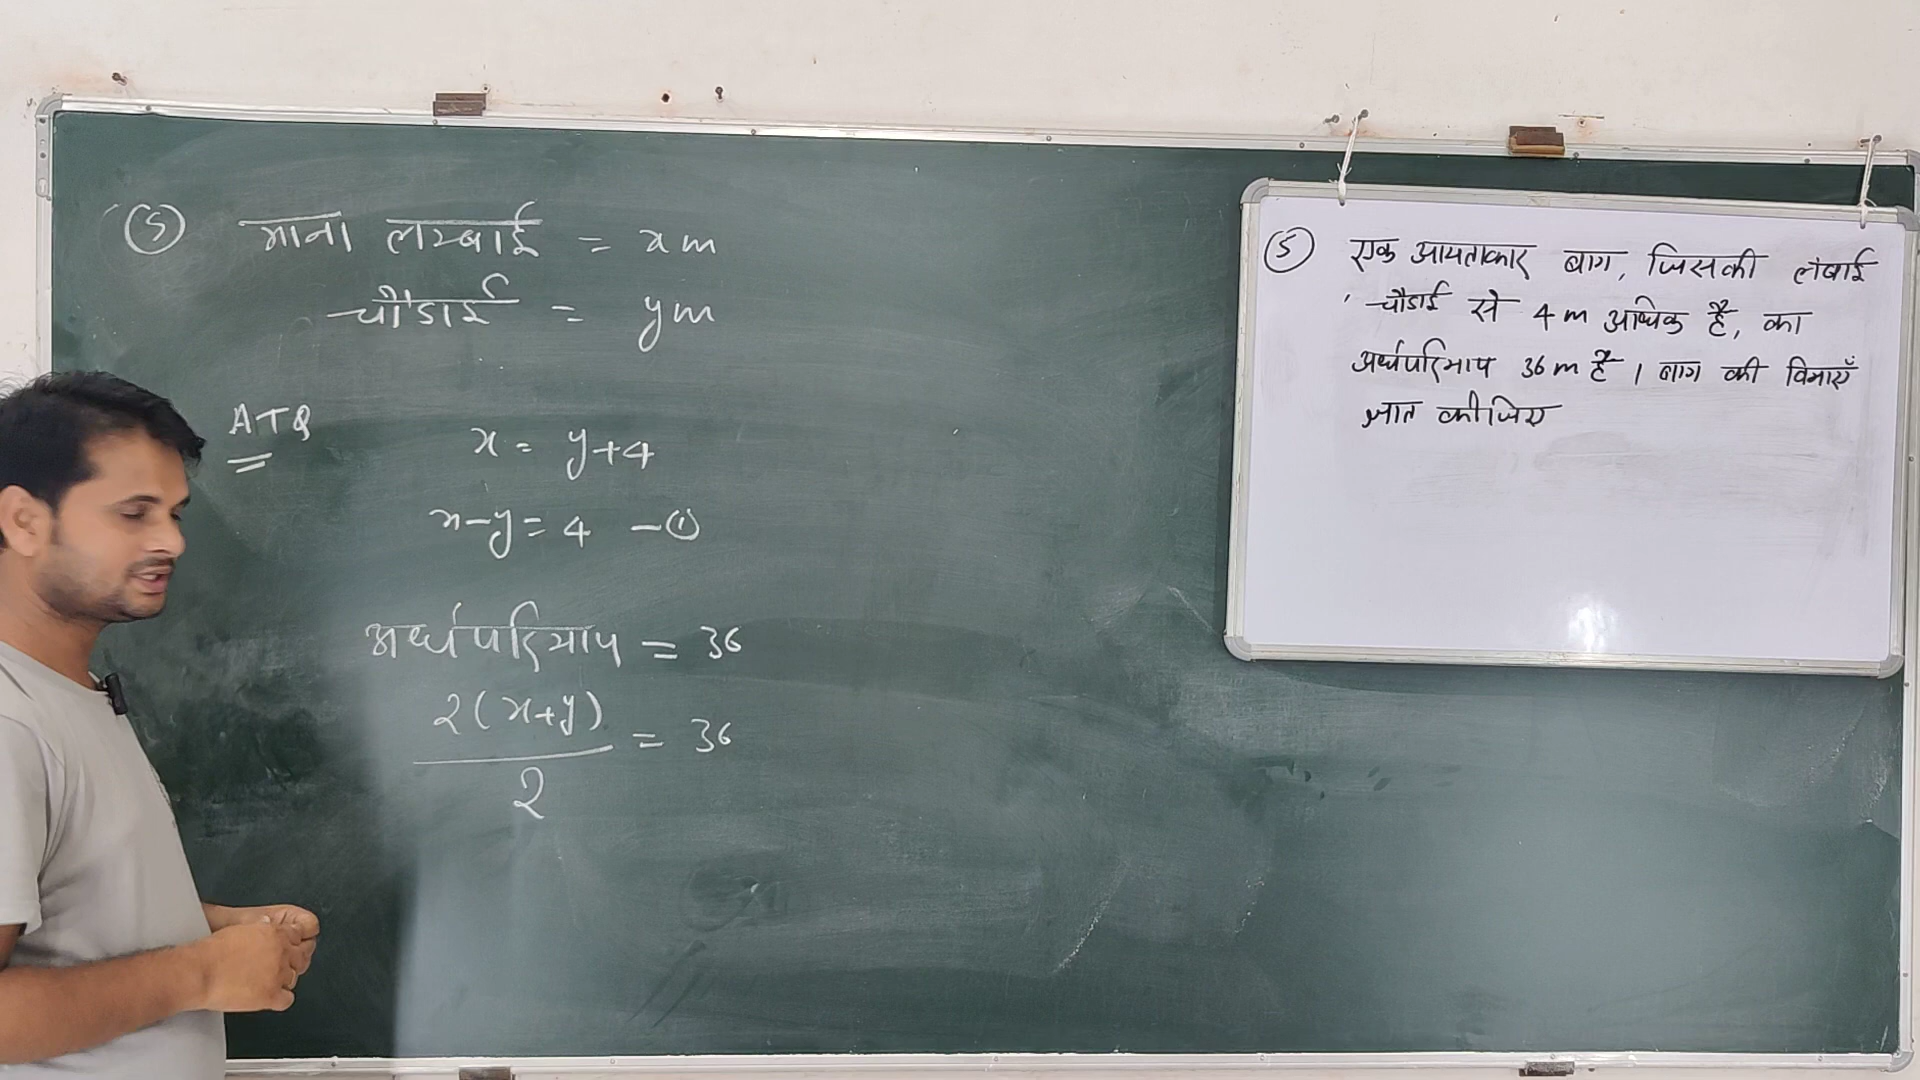 (5) माना लम्बाई = x m
चौडाई = y m
ATQ
x = y+4
x-y = 4 -(1)
अर्धपरिमाप = 36
2(x+y)
――― = 36
2
(5) एक आयताकार बाग, जिसकी लंबाई
चौडाई से 4 m अधिक है, का
अर्धपरिमाप 36 m है। बाग की विमाएँ
ज्ञात कीजिए